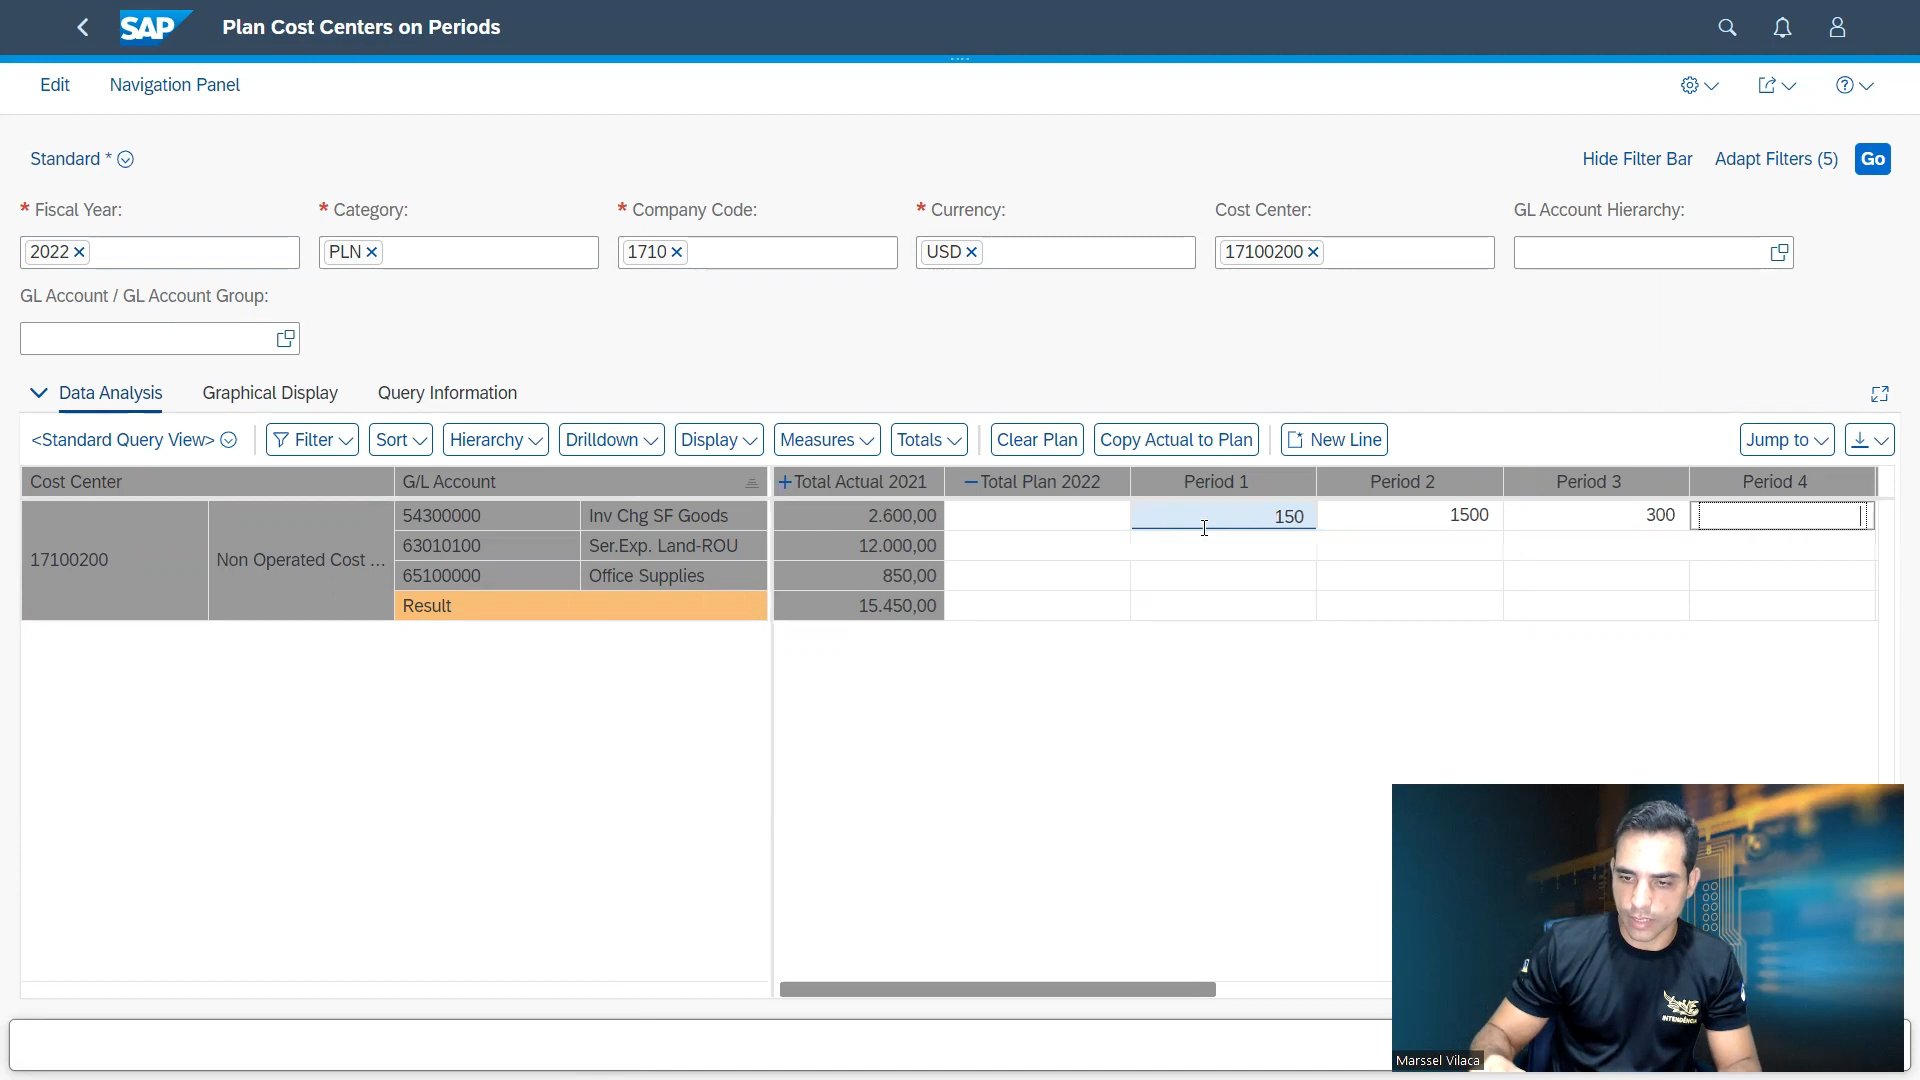 SAP Plan Cost Centers on Periods
Edit Navigation Panel
Standard *
Hide Filter Bar Adapt Filters (5) Go
* Fiscal Year: * Category: * Company Code: * Currency: Cost Center: GL Account Hierarchy:
2022 PLN 1710 USD 17100200
GL Account / GL Account Group:
Data Analysis Graphical Display Query Information
<Standard Query View> Filter Sort Hierarchy Drilldown Display Measures Totals Clear Plan Copy Actual to Plan New Line Jump to
Cost Center G/L Account +Total Actual 2021 −Total Plan 2022 Period 1 Period 2 Period 3 Period 4
17100200 Non Operated Cost ...
54300000 Inv Chg SF Goods 2.600,00 150 1500 300
63010100 Ser.Exp. Land-ROU 12.000,00
65100000 Office Supplies 850,00
Result 15.450,00
INTENDÊNCIA
Marssel Vilaca